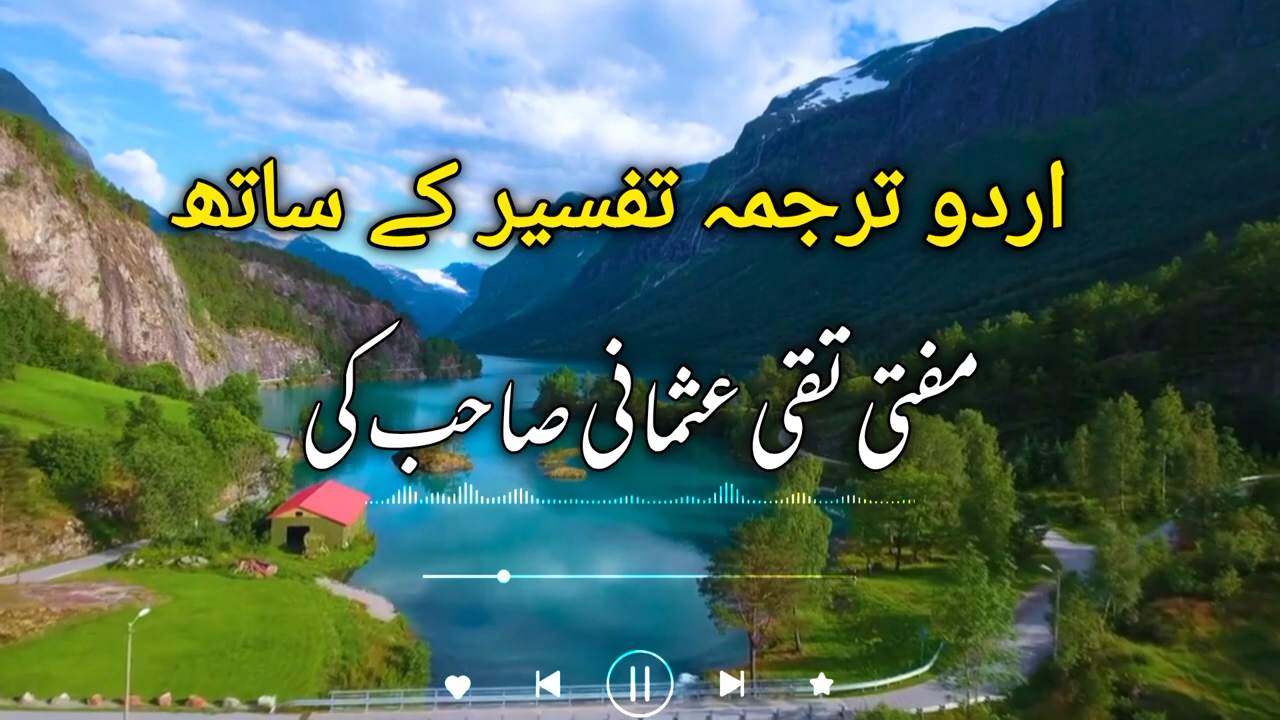 اردو ترجمہ تفسیر کے ساتھ
مفتی تقی عثمانی صاحب کی